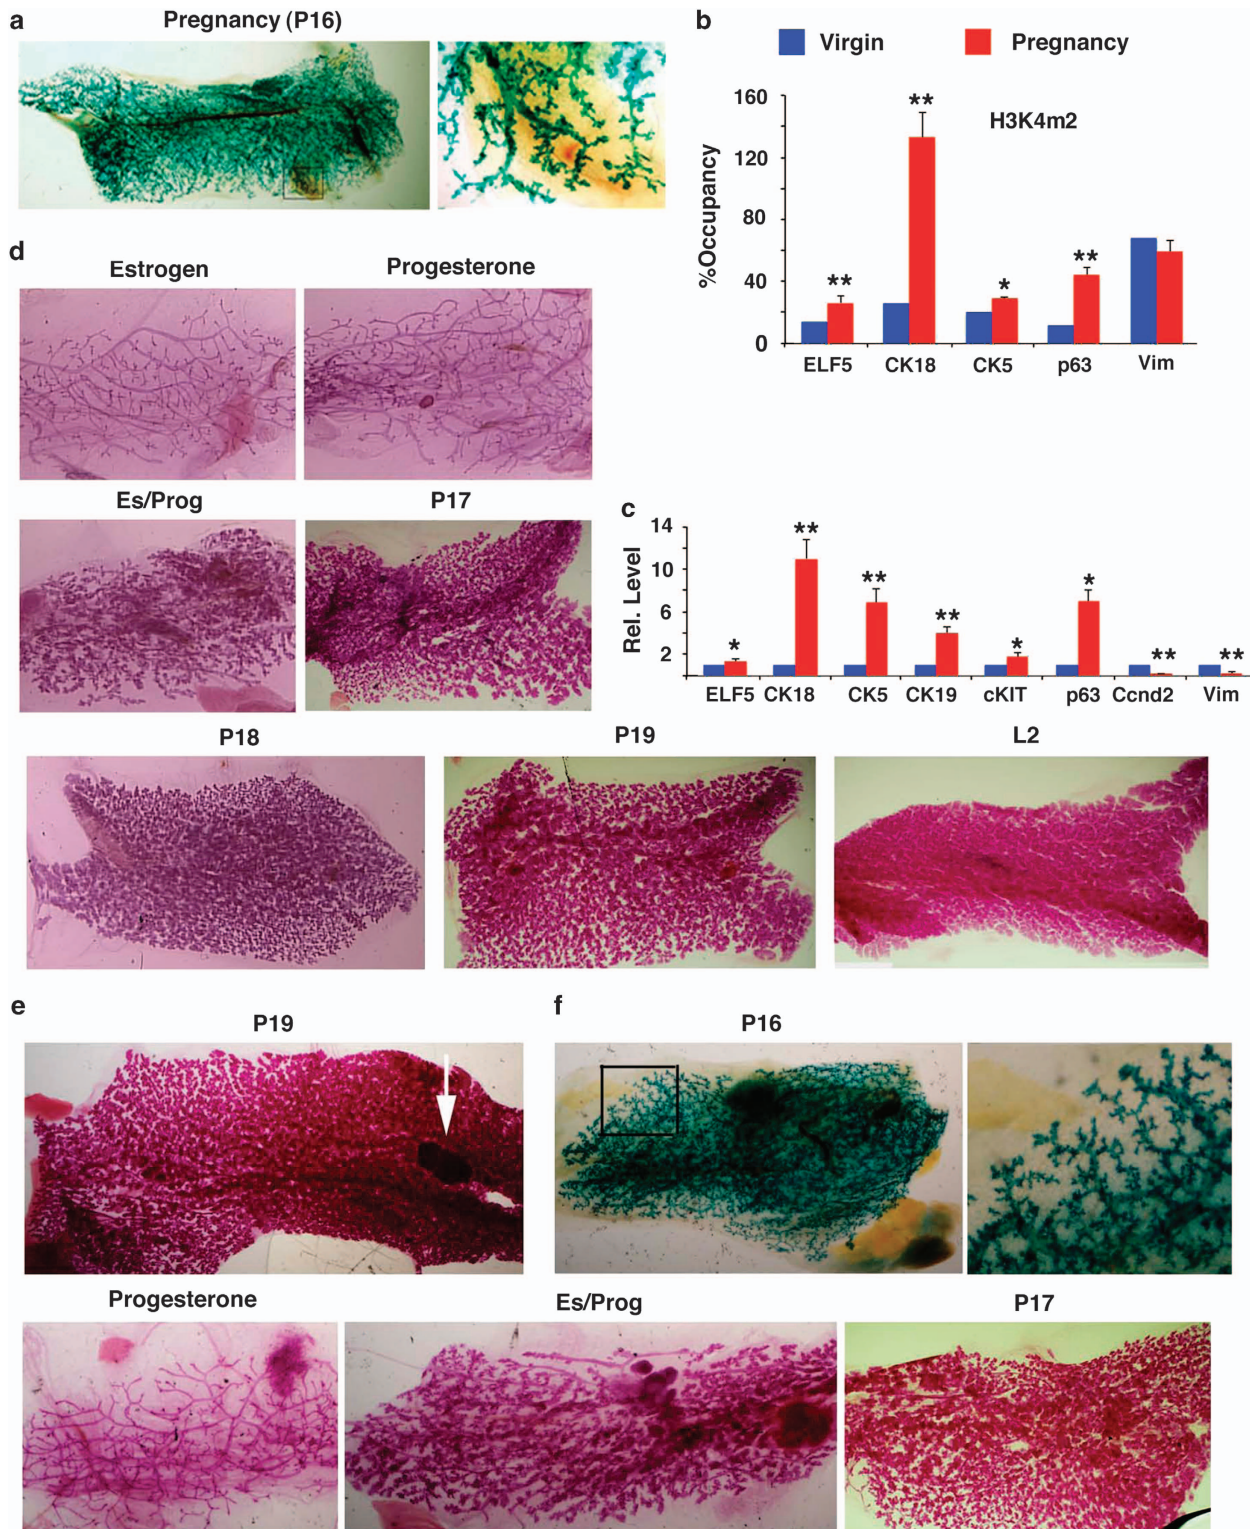 a
Pregnancy (P16)
b
Virgin
Pregnancy
H3K4m2
%Occupancy
160
120
80
40
0
**
**
*
**
ELF5
CK18
CK5
p63
Vim
d
Estrogen
Progesterone
Es/Prog
P17
c
Rel. Level
14
10
6
2
*
**
**
**
*
*
**
**
ELF5
CK18
CK5
CK19
cKIT
p63
Ccnd2
Vim
P18
P19
L2
e
P19
f
P16
Progesterone
Es/Prog
P17